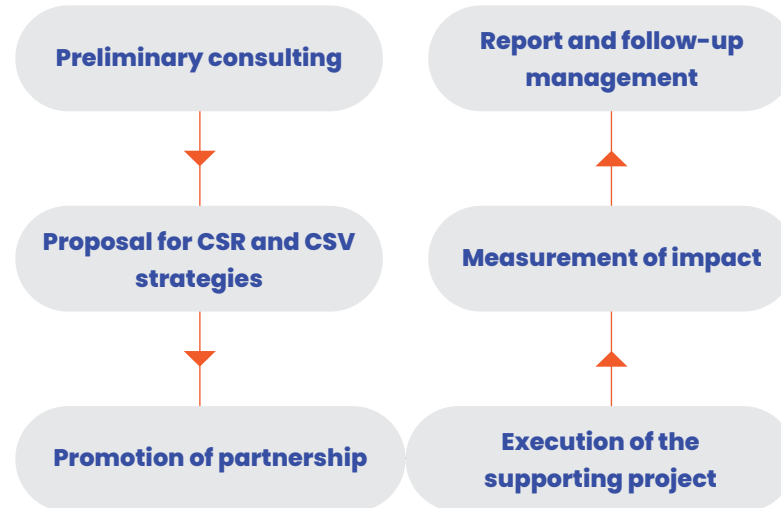 Preliminary consulting
Proposal for CSR and CSV
strategies
Promotion of partnership
Execution of the
supporting project
Measurement of impact
Report and follow-up
management